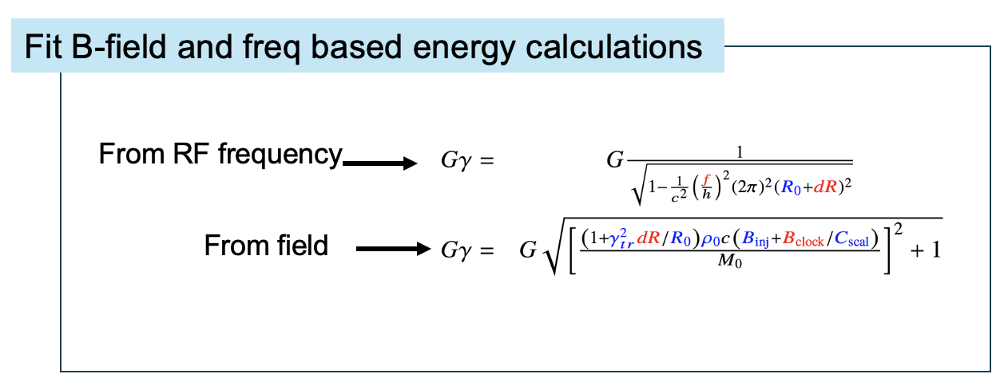 Fit B-field and freq based energy calculations
From RF frequency Gγ = G 1/√(1−1/c² (f/h)² (2π)² (R₀+dR)²)
From field Gγ = G √([(1+γ²ₜᵣ dR/R₀)ρ₀c(B_inj+B_clock/C_scal)/M₀]² + 1)